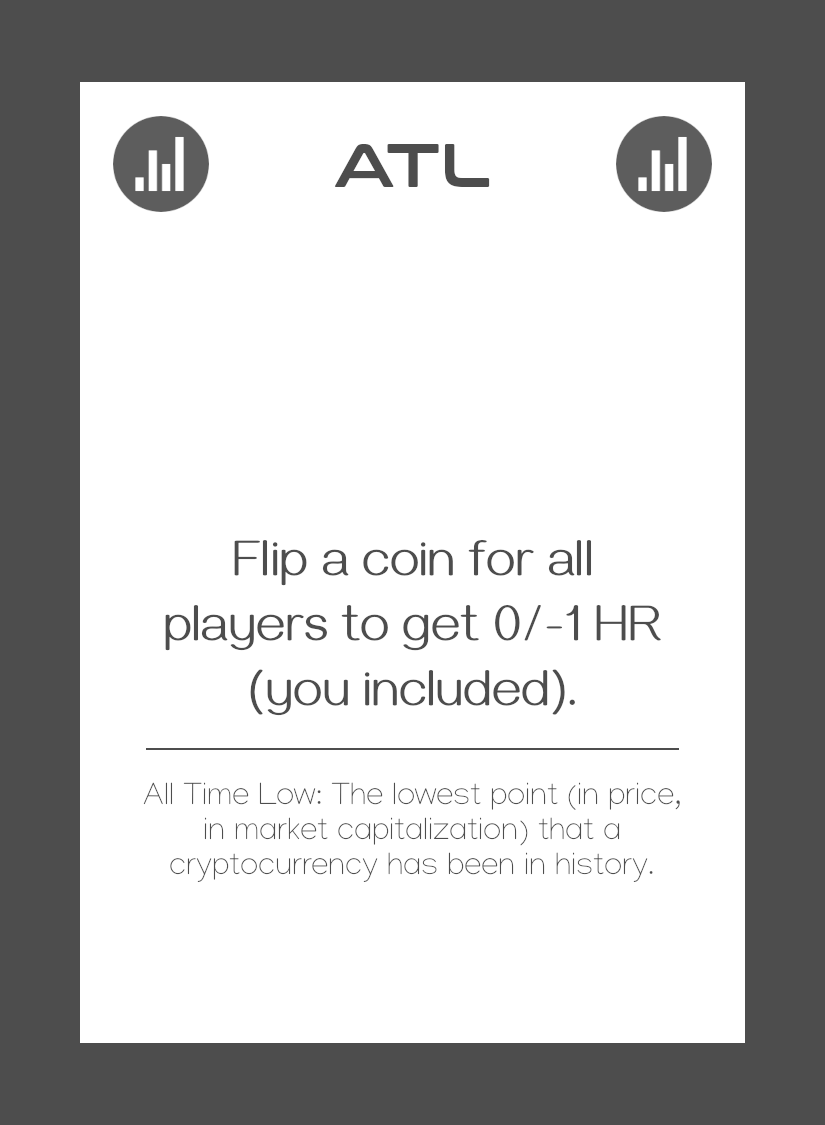 ATL
Flip a coin for all
players to get 0/-1 HR
(you included).
All Time Low: The lowest point (in price,
in market capitalization) that a
cryptocurrency has been in history.